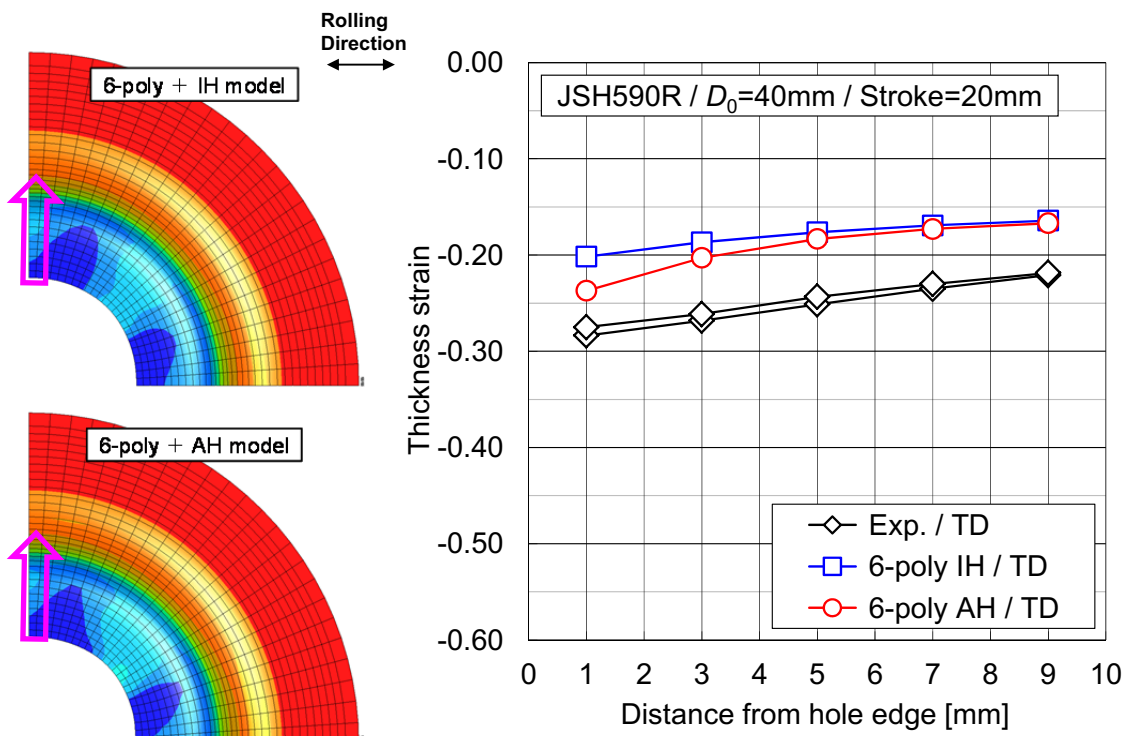 Rolling
Direction
6-poly + IH model
6-poly + AH model
JSH590R / D0=40mm / Stroke=20mm
0.00
-0.10
-0.20
-0.30
-0.40
-0.50
-0.60
Thickness strain
Exp. / TD
6-poly IH / TD
6-poly AH / TD
0 1 2 3 4 5 6 7 8 9 10
Distance from hole edge [mm]